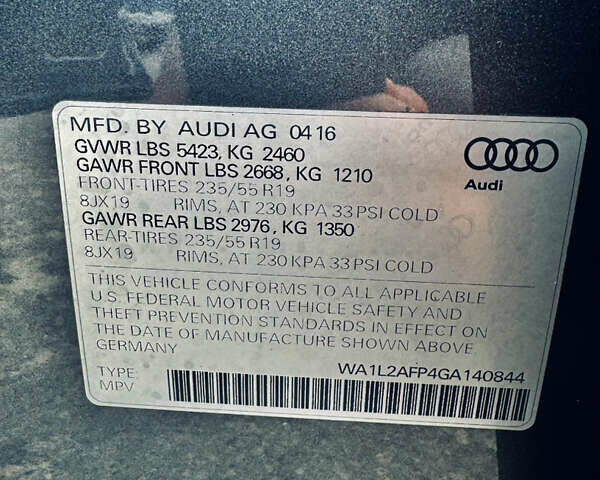 MFD. BY AUDI AG 04 16
GVWR LBS 5423, KG 2460
GAWR FRONT LBS 2668, KG 1210
FRONT-TIRES 235/55 R19
8JX19 RIMS, AT 230 KPA 33 PSI COLD
GAWR REAR LBS 2976, KG 1350
REAR-TIRES 235/55 R19
8JX19 RIMS, AT 230 KPA 33 PSI COLD
Audi
THIS VEHICLE CONFORMS TO ALL APPLICABLE
U.S. FEDERAL MOTOR VEHICLE SAFETY AND
THEFT PREVENTION STANDARDS IN EFFECT ON
THE DATE OF MANUFACTURE SHOWN ABOVE
GERMANY
WA1L2AFP4GA140844
TYPE:
MPV